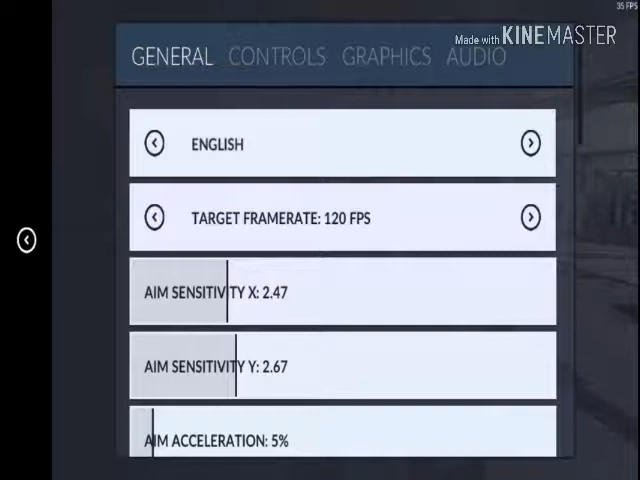 35 FPS
Made with KINEMASTER
GENERAL CONTROLS GRAPHICS AUDIO
ENGLISH
TARGET FRAMERATE: 120 FPS
AIM SENSITIVITY X: 2.47
AIM SENSITIVITY Y: 2.67
AIM ACCELERATION: 5%